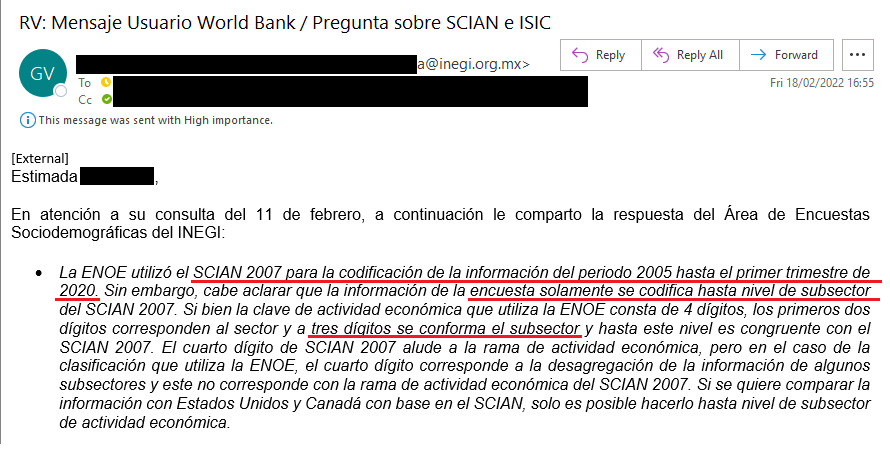 RV: Mensaje Usuario World Bank / Pregunta sobre SCIAN e ISIC
GV
a@inegi.org.mx>
Reply
Reply All
Forward
...
To
Cc
Fri 18/02/2022 16:55
This message was sent with High importance.
[External]
Estimada ,
En atención a su consulta del 11 de febrero, a continuación le comparto la respuesta del Área de Encuestas
Sociodemográficas del INEGI:
• La ENOE utilizó el SCIAN 2007 para la codificación de la información del periodo 2005 hasta el primer trimestre de
2020. Sin embargo, cabe aclarar que la información de la encuesta solamente se codifica hasta nivel de subsector
del SCIAN 2007. Si bien la clave de actividad económica que utiliza la ENOE consta de 4 dígitos, los primeros dos
dígitos corresponden al sector y a tres dígitos se conforma el subsector y hasta este nivel es congruente con el
SCIAN 2007. El cuarto dígito de SCIAN 2007 alude a la rama de actividad económica, pero en el caso de la
clasificación que utiliza la ENOE, el cuarto dígito corresponde a la desagregación de la información de algunos
subsectores y este no corresponde con la rama de actividad económica del SCIAN 2007. Si se quiere comparar la
información con Estados Unidos y Canadá con base en el SCIAN, solo es posible hacerlo hasta nivel de subsector
de actividad económica.